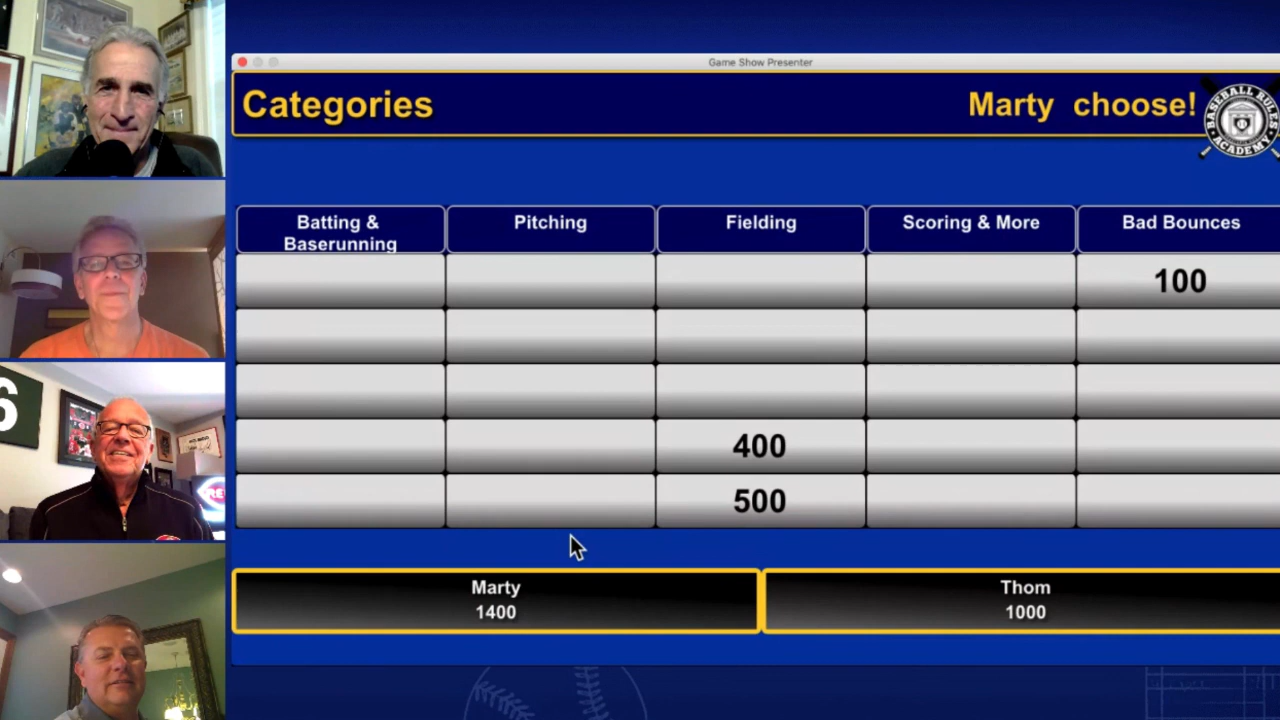 Game Show Presenter
Categories
Marty choose!
BASEBALL RULES
ACADEMY
Batting &
Baserunning
Pitching
Fielding
Scoring & More
Bad Bounces
100
400
500
6
Marty
1400
Thom
1000